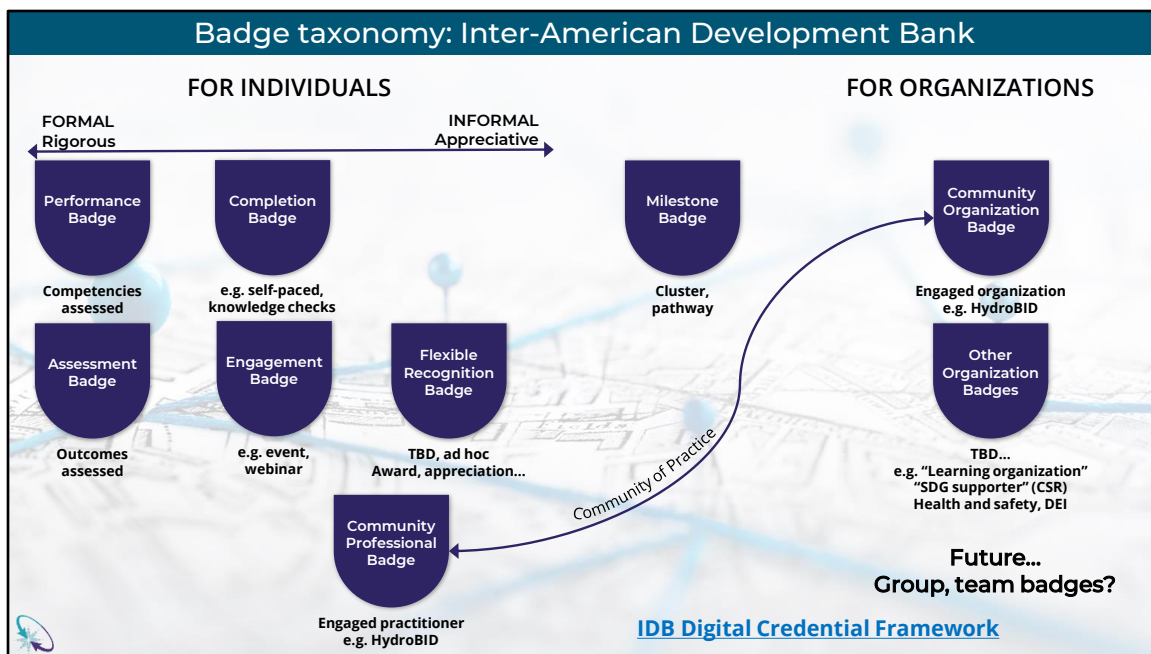 Badge taxonomy: Inter-American Development Bank
FOR INDIVIDUALS
FOR ORGANIZATIONS
FORMAL
Rigorous
INFORMAL
Appreciative
Performance
Badge
Competencies
assessed
Completion
Badge
e.g. self-paced,
knowledge checks
Milestone
Badge
Cluster,
pathway
Community
Organization
Badge
Engaged organization
e.g. HydroBID
Assessment
Badge
Outcomes
assessed
Engagement
Badge
e.g. event,
webinar
Flexible
Recognition
Badge
TBD, ad hoc
Award, appreciation...
Other
Organization
Badges
TBD...
e.g. “Learning organization”
“SDG supporter” (CSR)
Health and safety, DEI
Community of Practice
Community
Professional
Badge
Engaged practitioner
e.g. HydroBID
Future...
Group, team badges?
IDB Digital Credential Framework